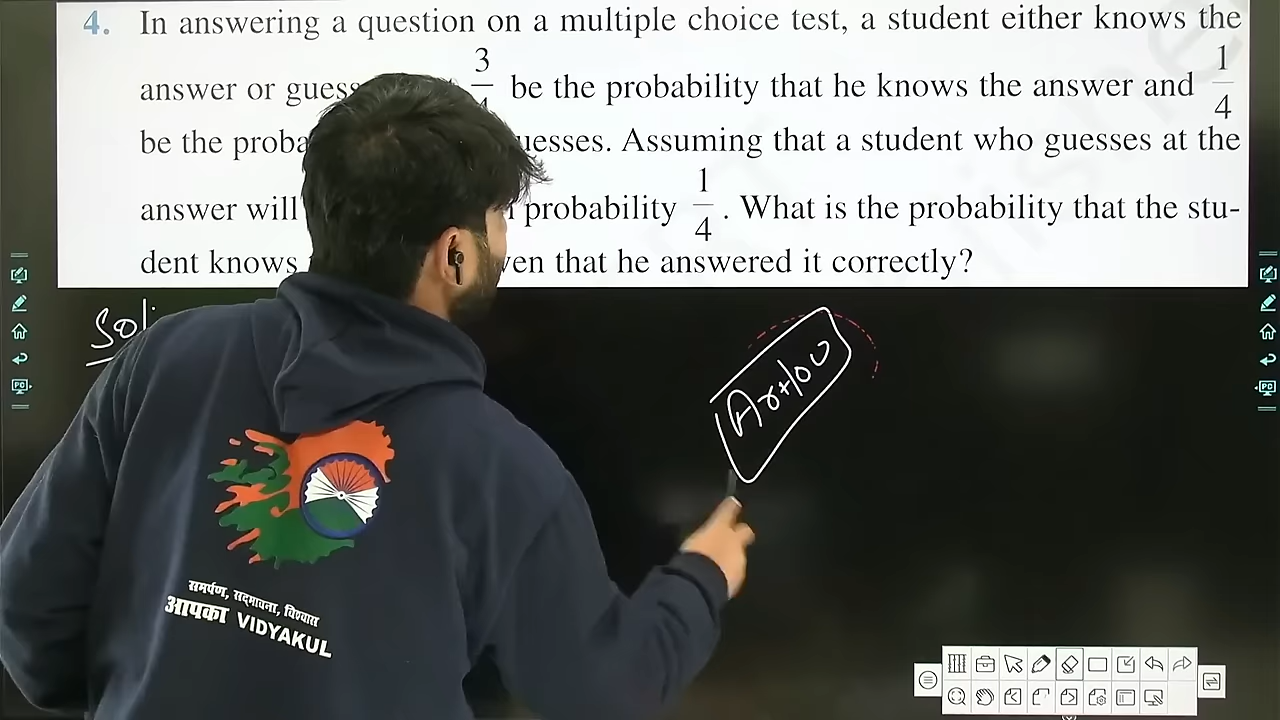 4. In answering a question on a multiple choice test, a student either knows the
answer or guess 3/4 be the probability that he knows the answer and 1/4
be the proba uesses. Assuming that a student who guesses at the
answer will probability 1/4. What is the probability that the stu-
dent knows ven that he answered it correctly?
Sol:
समर्पण, सद्भावना, विश्वास
आपका VIDYAKUL